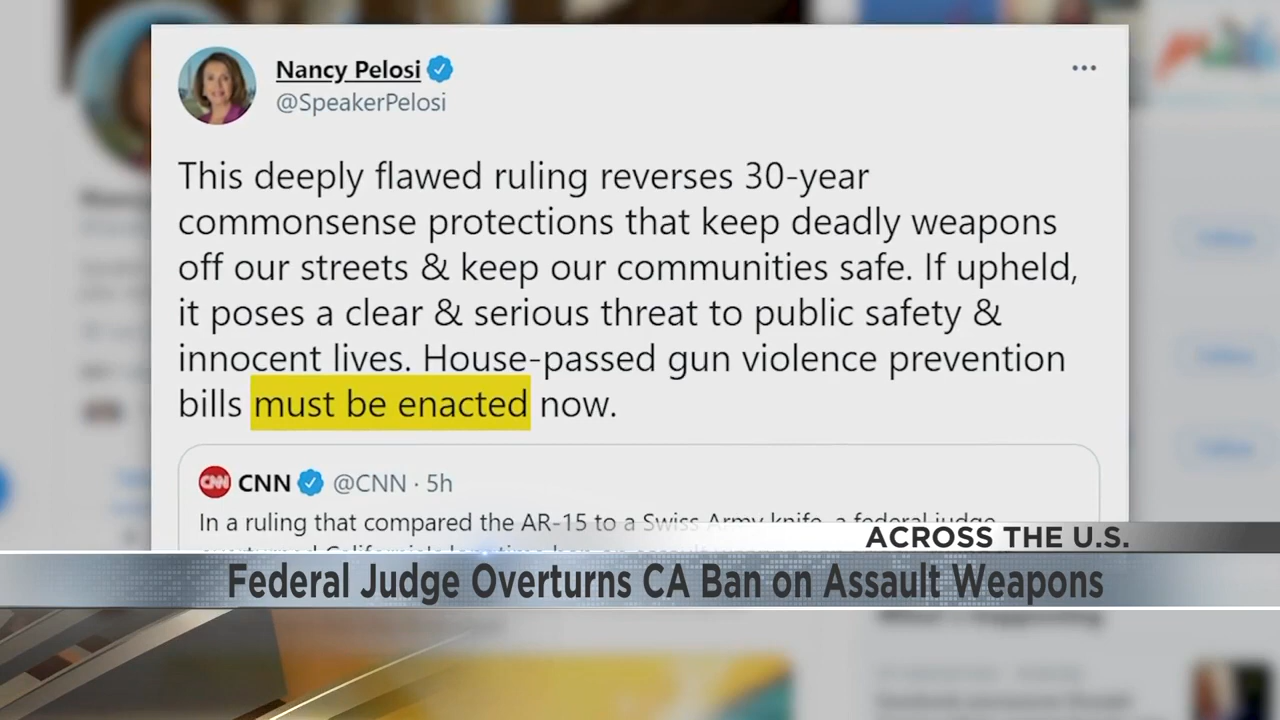 Nancy Pelosi
@SpeakerPelosi
This deeply flawed ruling reverses 30-year
commonsense protections that keep deadly weapons
off our streets & keep our communities safe. If upheld,
it poses a clear & serious threat to public safety &
innocent lives. House-passed gun violence prevention
bills must be enacted now.
CNN CNN @CNN · 5h
In a ruling that compared the AR-15 to a Swiss Army knife, a federal judge
overturned California's
ACROSS THE U.S.
Federal Judge Overturns CA Ban on Assault Weapons